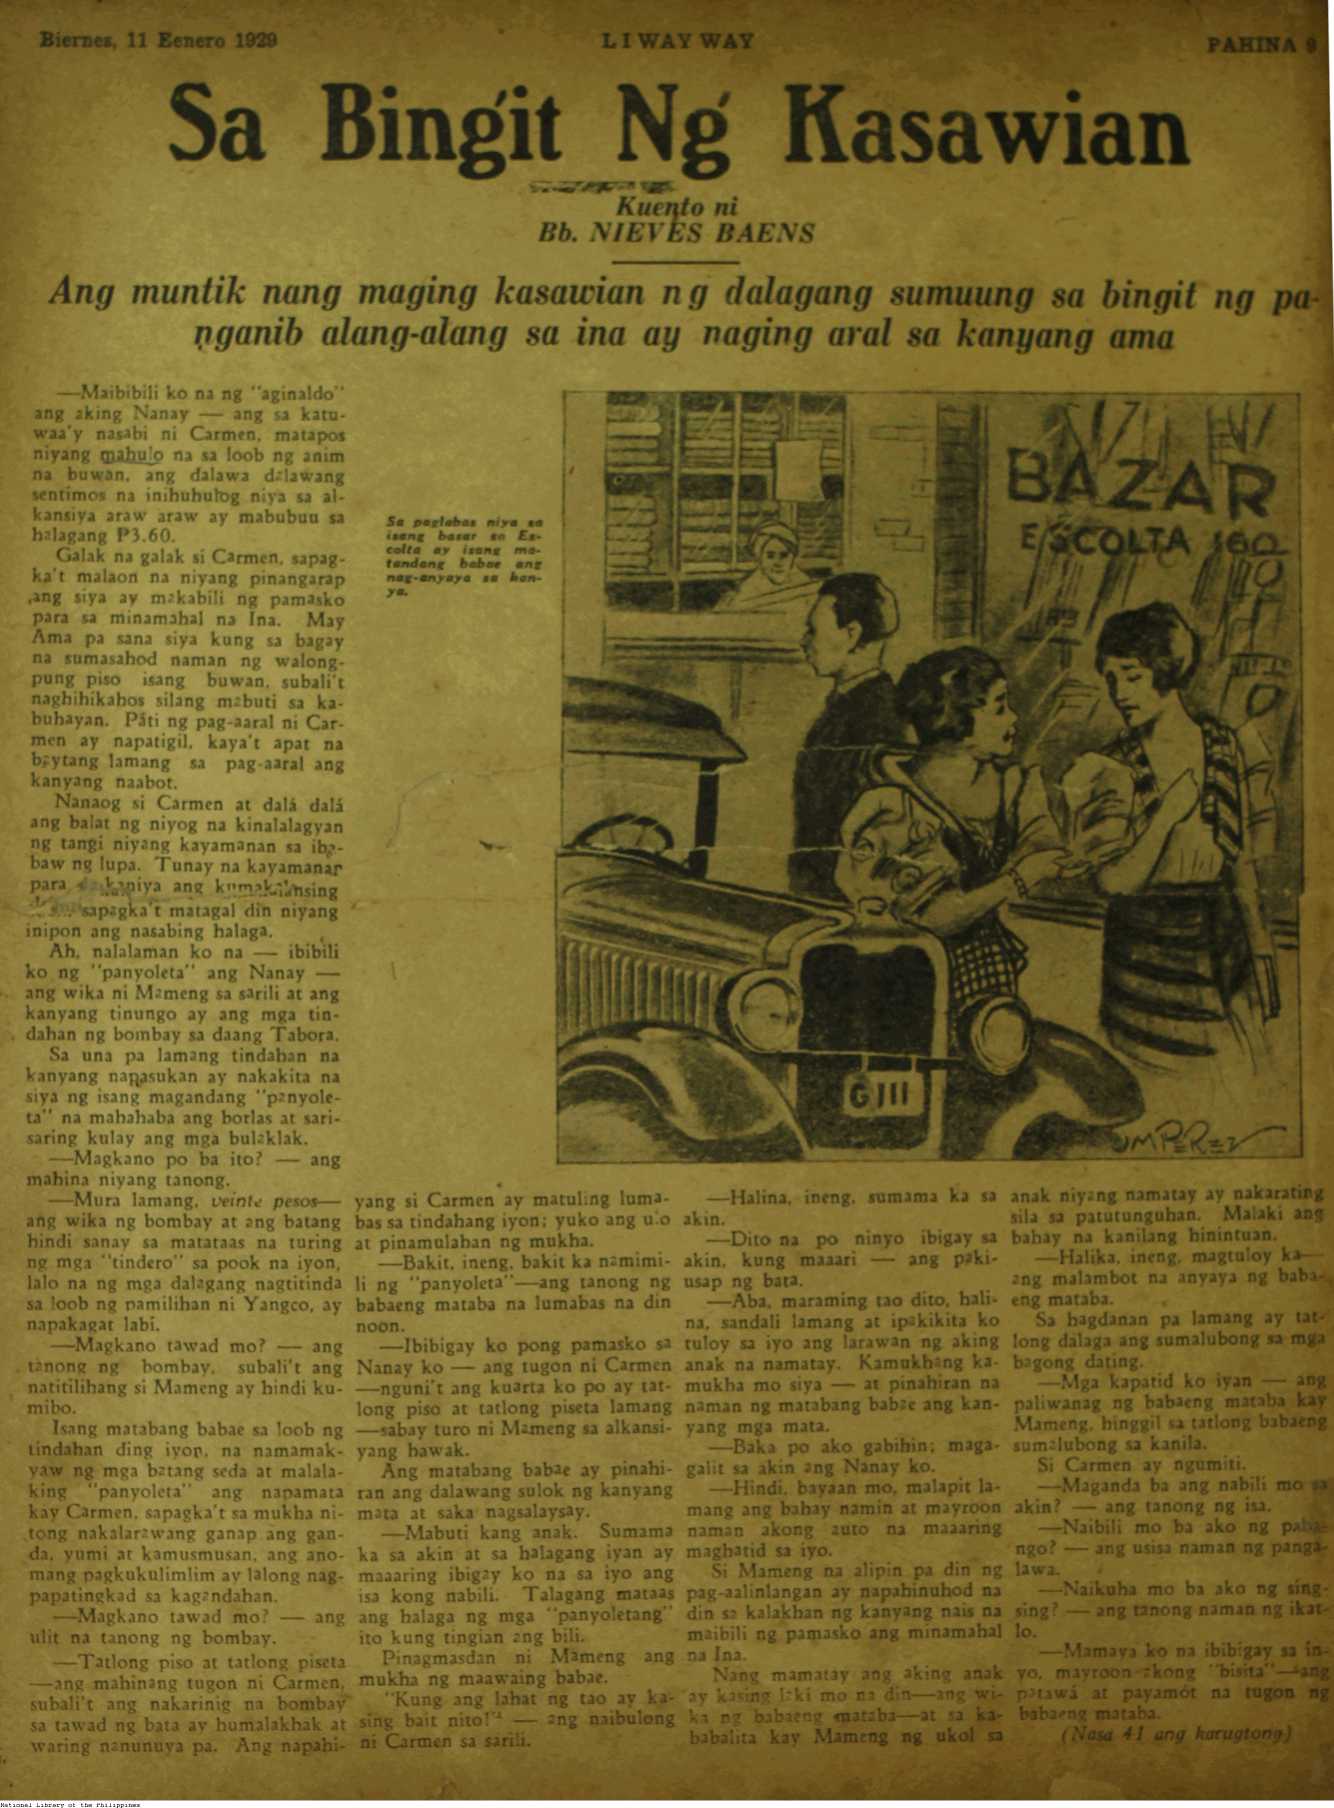 Biernes, 11 Eenero 1929
LIWAYWAY
PAHINA 9
Sa Bingit Ng Kasawian
Kuento ni
Bb. NIEVES BAENS
Ang muntik nang maging kasawian ng dalagang sumuung sa bingit ng pa-
nganib alang-alang sa ina ay naging aral sa kanyang ama
—Maibibili ko na ng "aginaldo"
ang aking Nanay — ang sa katu-
waa'y nasabi ni Carmen, matapos
niyang mahulo na sa loob ng anim
na buwan, ang dalawa dalawang
sentimos na inihuhulog niya sa al-
kansiya araw araw ay mabubuu sa
halagang ₱3.60.
Galak na galak si Carmen, sapag-
ka't malaon na niyang pinangarap
ang siya ay makabili ng pamasko
para sa minamahal na Ina. May
Ama pa sana siya kung sa bagay
na sumasahod naman ng walong-
pung piso isang buwan, subali't
naghihikahos silang mabuti sa ka-
buhayan. Pati ng pag-aaral ni Car-
men ay napatigil, kaya't apat na
baytang lamang sa pag-aaral ang
kanyang naabot.
Nanaog si Carmen at dalá dalá
ang balat ng niyog na kinalalagyan
ng tangi niyang kayamanan sa iba-
baw ng lupa. Tunay na kayamanan
para kaniya ang kumakalansing
sapagka't matagal din niyang
inipon ang nasabing halaga.
Ah, nalalaman ko na — ibibili
ko ng "panyoleta" ang Nanay —
ang wika ni Mameng sa sarili at ang
kanyang tinungo ay ang mga tin-
dahan ng bombay sa daang Tabora.
Sa una pa lamang tindahan na
kanyang napasukan ay nakakita na
siya ng isang magandang "panyole-
ta" na mahahaba ang borlas at sari-
saring kulay ang mga bulaklak.
—Magkano po ba ito? — ang
mahina niyang tanong.
—Mura lamang, veinte pesos—
ang wika ng bombay at ang batang
hindi sanay sa matataas na turing
ng mga "tindero" sa pook na iyon,
lalo na ng mga dalagang nagtitinda
sa loob ng pamilihan ni Yangco, ay
napakagat labi.
—Magkano tawad mo? — ang
tanong ng bombay, subali't ang
natitilihang si Mameng ay hindi ku-
mibo.
Isang matabang babae sa loob ng
tindahan ding iyon, na namamak-
yaw ng mga batang seda at malala-
king "panyoleta" ang napamata
kay Carmen, sapagka't sa mukha ni-
tong nakalarawang ganap ang gan-
da, yumi at kamusmusan, ang ano-
mang pagkukulimlim ay lalong nag-
papatingkad sa kagandahan.
—Magkano tawad mo? — ang
ulit na tanong ng bombay.
—Tatlong piso at tatlong piseta
—ang mahinang tugon ni Carmen,
subali't ang nakarinig na bombay
sa tawad ng bata ay humalakhak at
waring nanunuya pa. Ang napahi-
Sa paglabas niya sa
isang bazar sa Es-
colta ay isang ma-
tandang babae ang
nag-anyaya sa kan-
ya.
BAZAR
ESCOLTA 160
G III
JM PEREZ
yang si Carmen ay matuling luma-
bas sa tindahang iyon; yuko ang ulo
at pinamulahan ng mukha.
—Bakit, ineng, bakit ka namimi-
li ng "panyoleta"—ang tanong ng
babaeng mataba na lumabas na din
noon.
—Ibibigay ko pong pamasko sa
Nanay ko — ang tugon ni Carmen
—nguni't ang kuarta ko po ay tat-
long piso at tatlong piseta lamang
—sabay turo ni Mameng sa alkansi-
yang hawak.
Ang matabang babae ay pinahi-
ran ang dalawang sulok ng kanyang
mata at saka nagsalaysay.
—Mabuti kang anak. Sumama
ka sa akin at sa halagang iyan ay
maaaring ibigay ko na sa iyo ang
isa kong nabili. Talagang mataas
ang halaga ng mga "panyoletang"
ito kung tingian ang bili.
Pinagmasdan ni Mameng ang
mukha ng maawaing babae.
"Kung ang lahat ng tao ay ka-
sing bait nito!" — ang naibulong
ni Carmen sa sarili.
—Halina, ineng, sumama ka sa
akin.
—Dito na po ninyo ibigay sa
akin, kung maaari — ang paki-
usap ng bata.
—Aba, maraming tao dito, hali-
na, sandali lamang at ipakikita ko
tuloy sa iyo ang larawan ng aking
anak na namatay. Kamukhang ka-
mukha mo siya — at pinahiran na
naman ng matabang babae ang kan-
yang mga mata.
—Baka po ako gabihin; maga-
galit sa akin ang Nanay ko.
—Hindi, bayaan mo, malapit la-
mang ang bahay namin at mayroon
naman akong auto na maaaring
maghatid sa iyo.
Si Mameng na alipin pa din ng
pag-aalinlangan ay napahinuhod na
din sa kalakhan ng kanyang nais na
maibili ng pamasko ang minamahal
na Ina.
Nang mamatay ang aking anak
ay kasing laki mo na din—ang wi-
ka ng babaeng mataba—at sa ka-
babalita kay Mameng ng ukol sa
anak niyang namatay ay nakarating
sila sa patutunguhan. Malaki ang
bahay na kanilang hinintuan.
—Halika, ineng, magtuloy ka—
ang malambot na anyaya ng baba-
eng mataba.
Sa hagdanan pa lamang ay tat-
long dalaga ang sumalubong sa mga
bagong dating.
—Mga kapatid ko iyan — ang
paliwanag ng babaeng mataba kay
Mameng, hinggil sa tatlong babaeng
sumalubong sa kanila.
Si Carmen ay ngumiti.
—Maganda ba ang nabili mo sa
akin? — ang tanong ng isa.
—Naibili mo ba ako ng paba-
ngo? — ang usisa naman ng panga-
lawa.
—Naikuha mo ba ako ng sing-
sing? — ang tanong naman ng ikat-
lo.
—Mamaya ko na ibibigay sa in-
yo, mayroon akong "bisita"—ang
patawá at payamót na tugon ng
babaeng mataba.
(Nasa 41 ang karugtong)
National Library of the Philippines